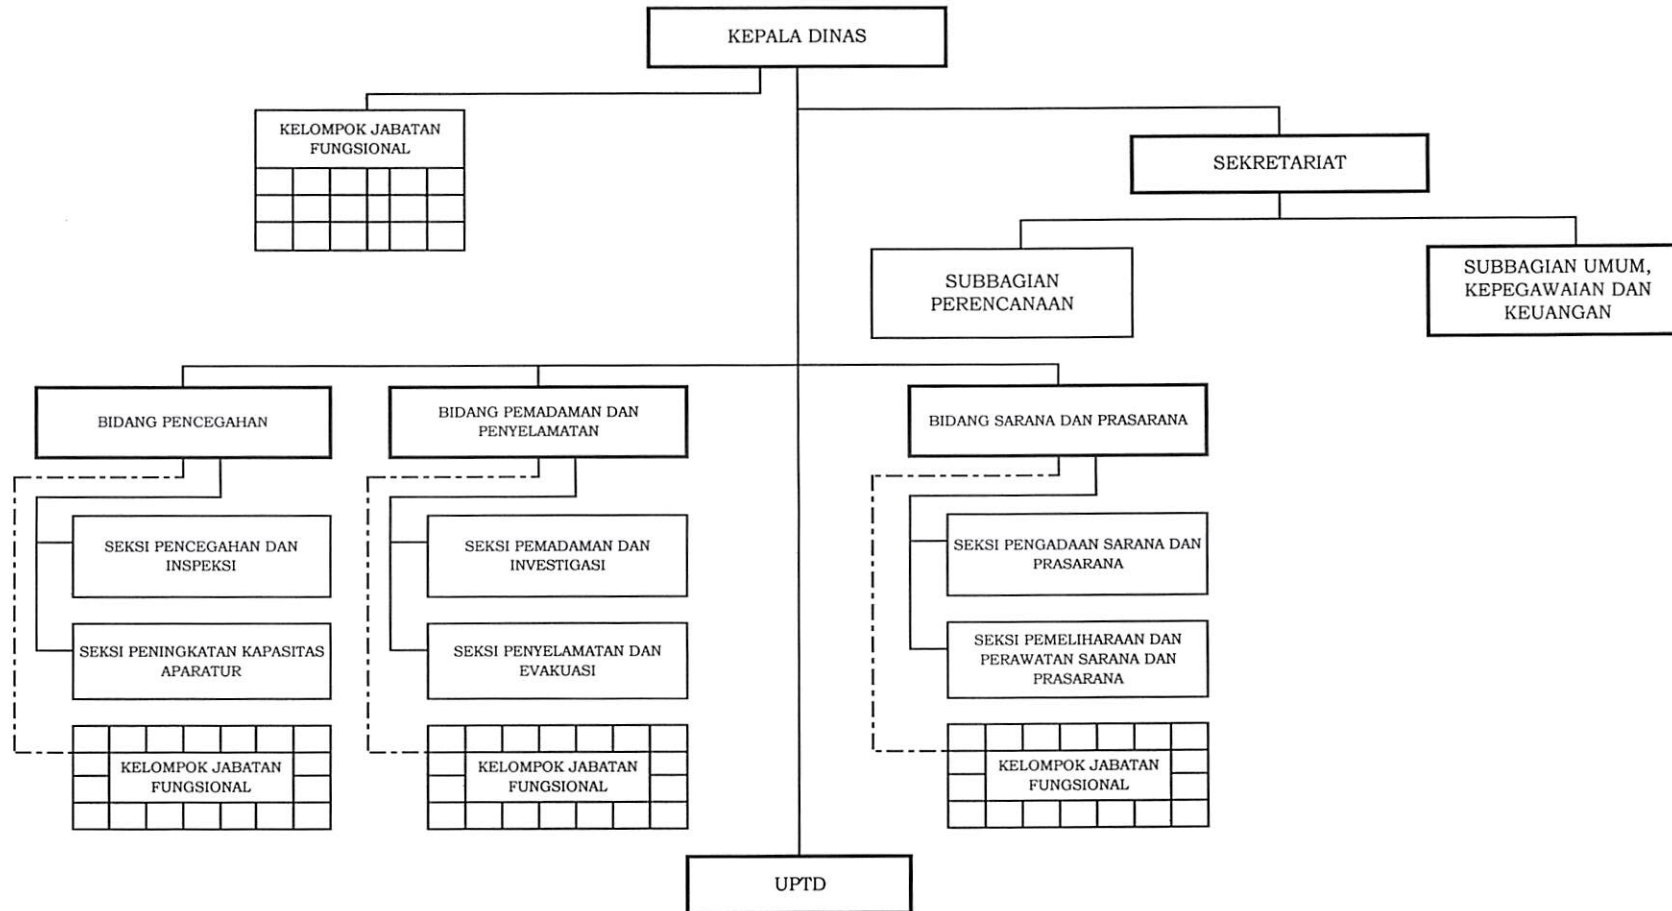 KEPALA DINAS
KELOMPOK JABATAN
FUNGSIONAL
SEKRETARIAT
SUBBAGIAN
PERENCANAAN
SUBBAGIAN UMUM,
KEPEGAWAIAN DAN
KEUANGAN
BIDANG PENCEGAHAN
BIDANG PEMADAMAN DAN
PENYELAMATAN
BIDANG SARANA DAN PRASARANA
SEKSI PENCEGAHAN DAN
INSPEKSI
SEKSI PEMADAMAN DAN
INVESTIGASI
SEKSI PENGADAAN SARANA DAN
PRASARANA
SEKSI PENINGKATAN KAPASITAS
APARATUR
SEKSI PENYELAMATAN DAN
EVAKUASI
SEKSI PEMELIHARAAN DAN
PERAWATAN SARANA DAN
PRASARANA
KELOMPOK JABATAN
FUNGSIONAL
KELOMPOK JABATAN
FUNGSIONAL
KELOMPOK JABATAN
FUNGSIONAL
UPTD